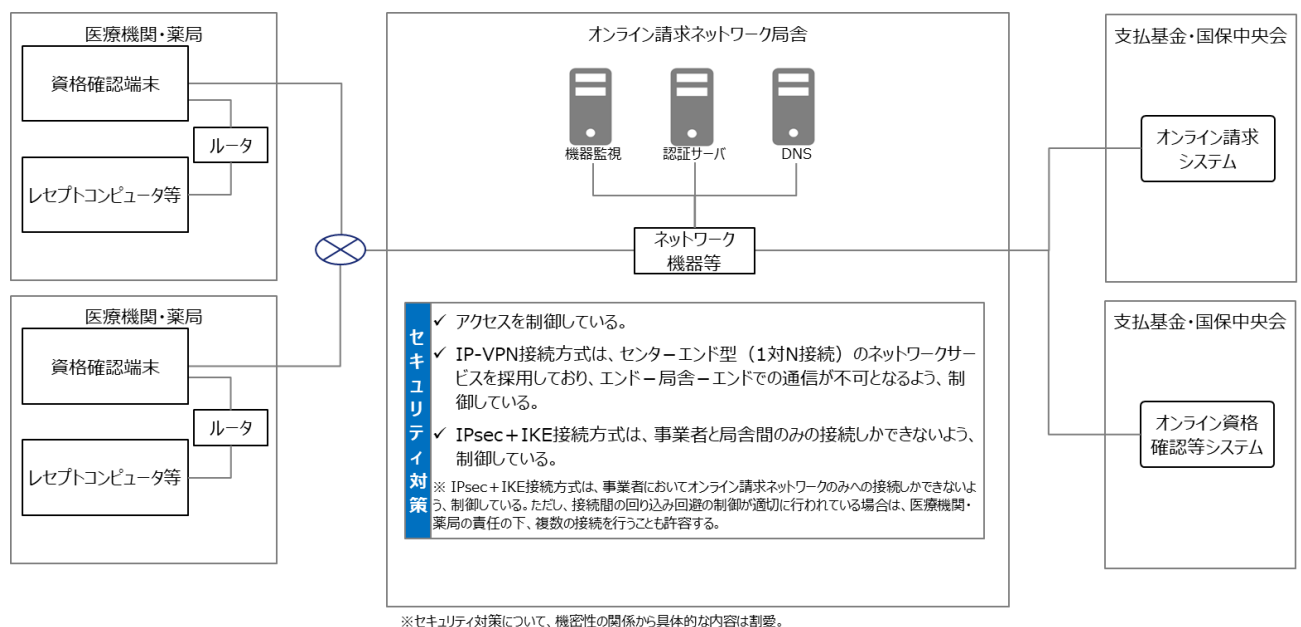 医療機関・薬局
資格確認端末
ルータ
レセプトコンピュータ等
医療機関・薬局
資格確認端末
ルータ
レセプトコンピュータ等
オンライン請求ネットワーク局舎
機器監視
認証サーバ
DNS
ネットワーク
機器等
セキュリティ対策
✓ アクセスを制御している。
✓ IP-VPN接続方式は、センターエンド型（1対N接続）のネットワークサー
ビスを採用しており、エンド－局舎－エンドでの通信が不可となるよう、制
御している。
✓ IPsec＋IKE接続方式は、事業者と局舎間のみの接続しかできないよう、
制御している。
※ IPsec＋IKE接続方式は、事業者においてオンライン請求ネットワークのみへの接続しかできないよ
う、制御している。ただし、接続間の回り込み回避の制御が適切に行われている場合は、医療機関・
薬局の責任の下、複数の接続を行うことも許容する。
※セキュリティ対策について、機密性の関係から具体的な内容は割愛。
支払基金・国保中央会
オンライン請求
システム
支払基金・国保中央会
オンライン資格
確認等システム